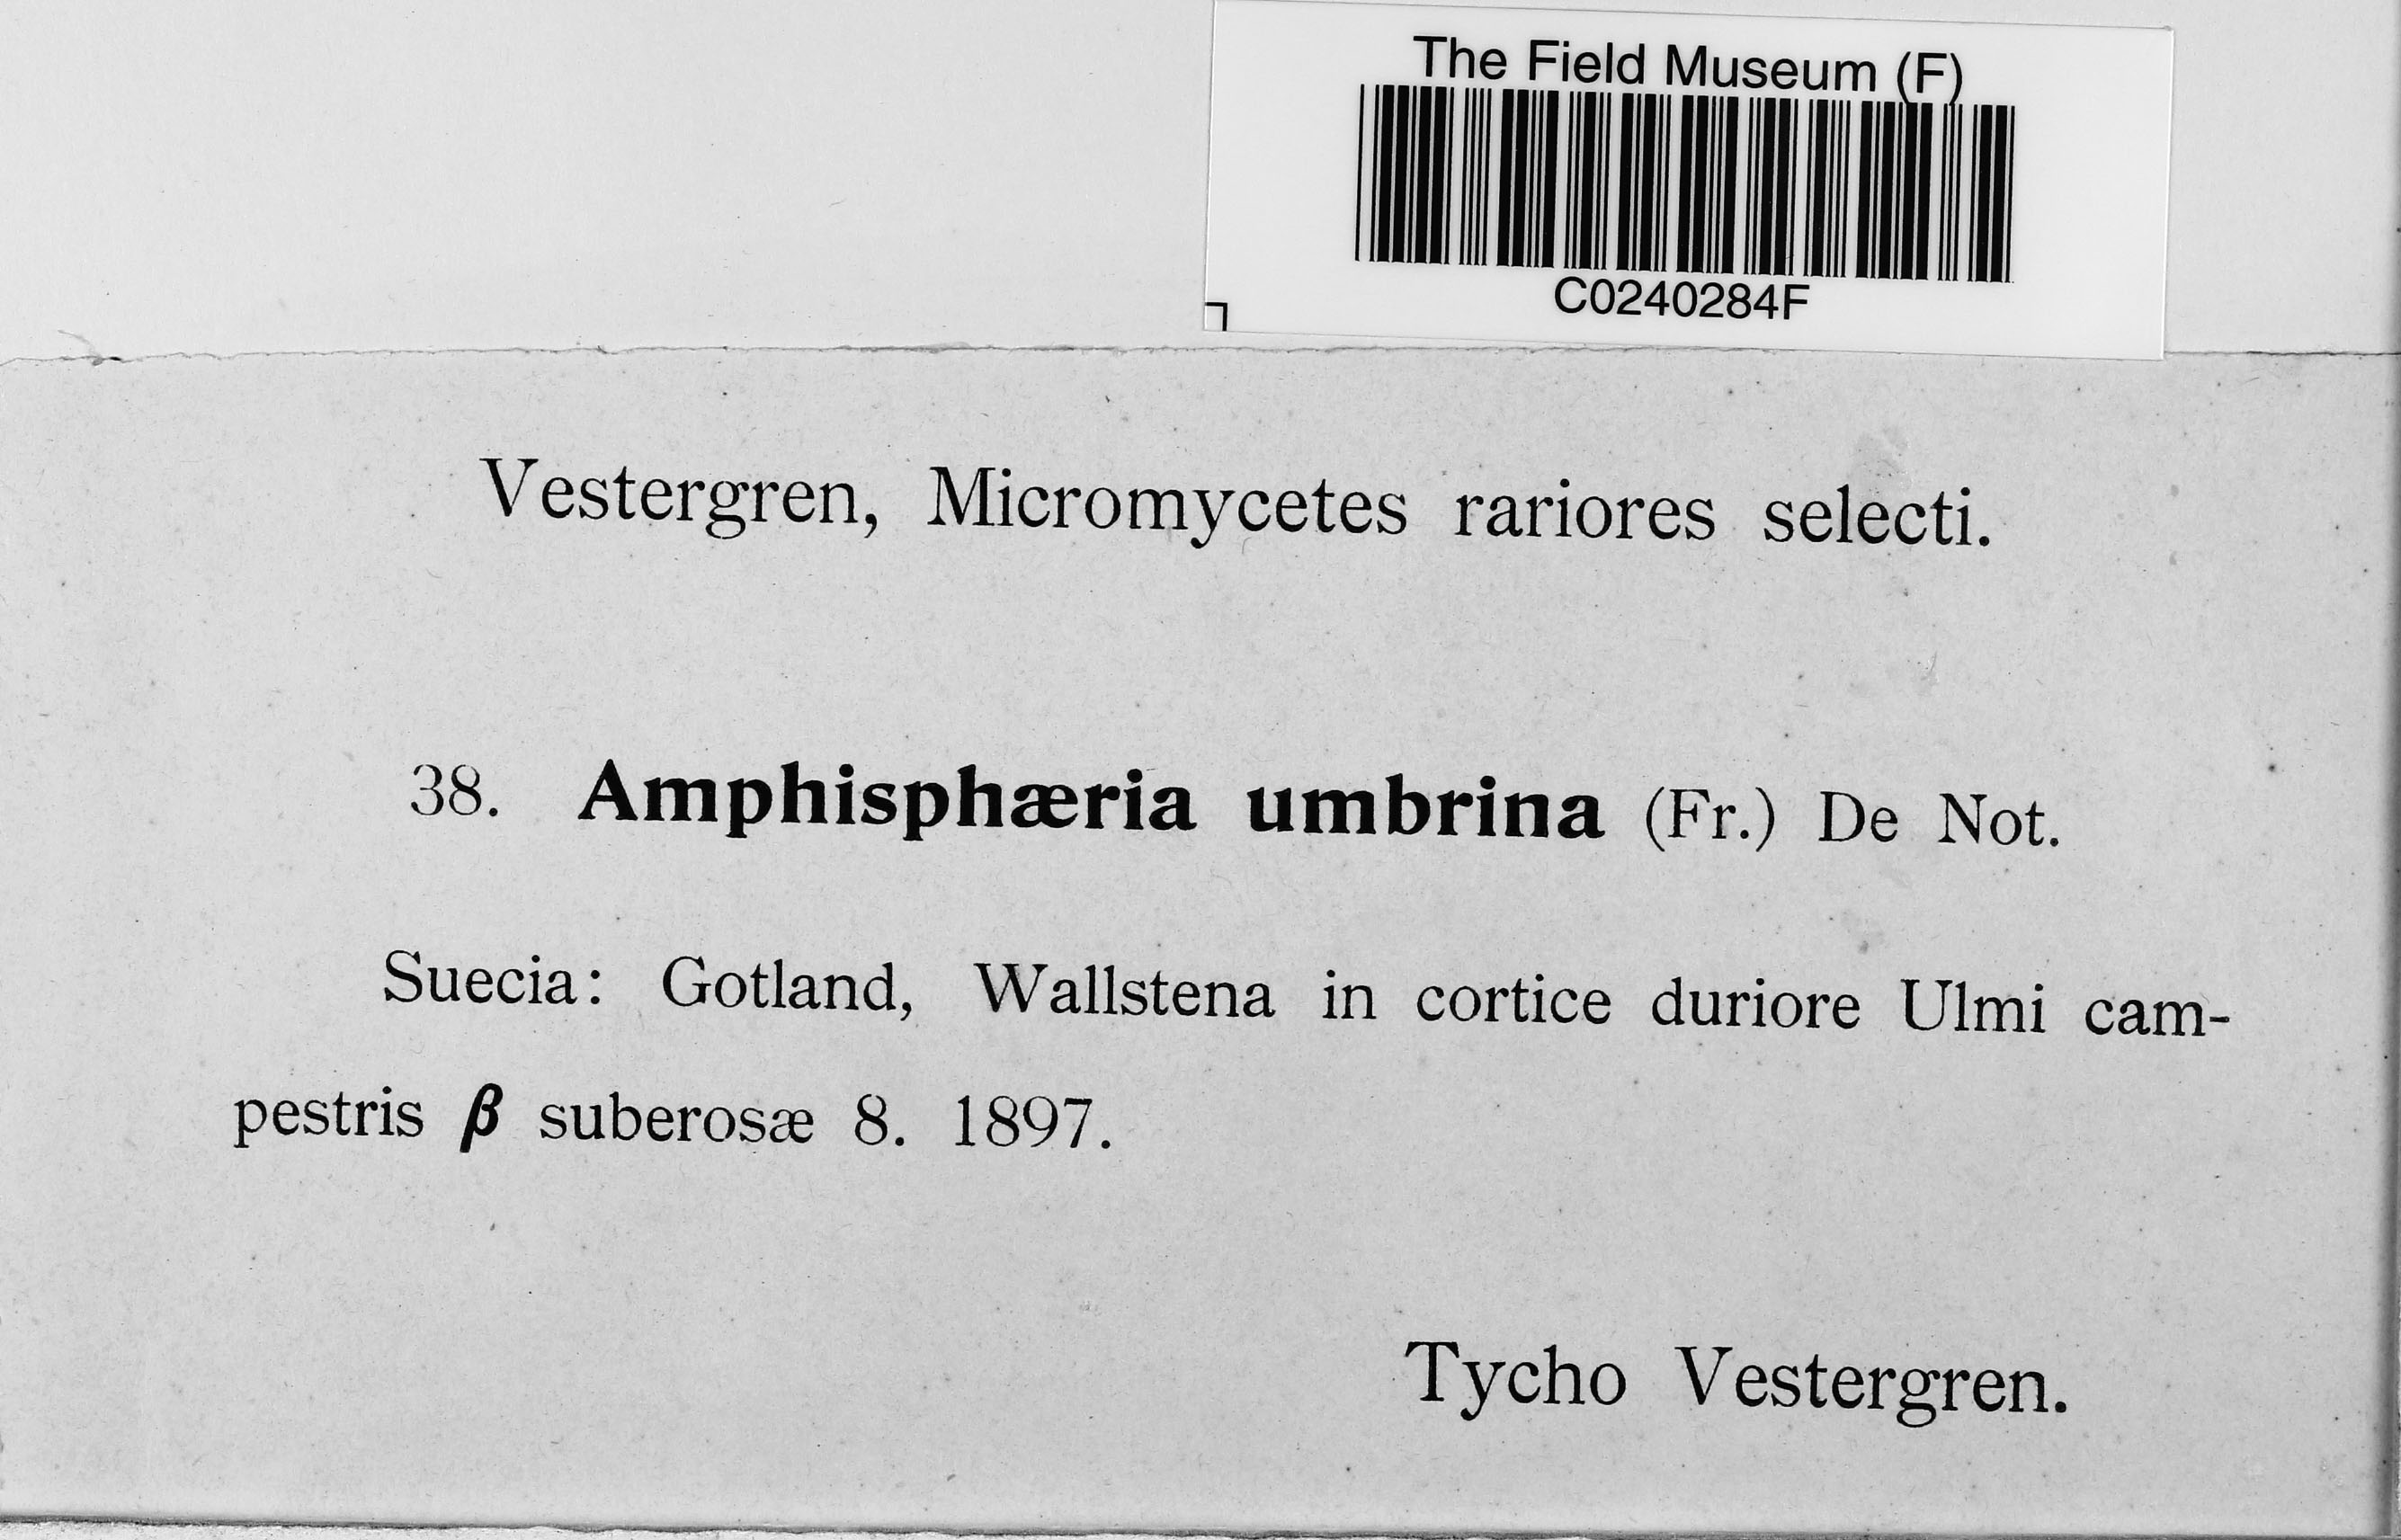 The Field Museum (F)
C0240284F
Vestergren, Micromycetes rariores selecti.
38. Amphisphæria umbrina (Fr.) De Not.
Suecia: Gotland, Wallstena in cortice duriore Ulmi cam-
pestris β suberosæ 8. 1897.
Tycho Vestergren.